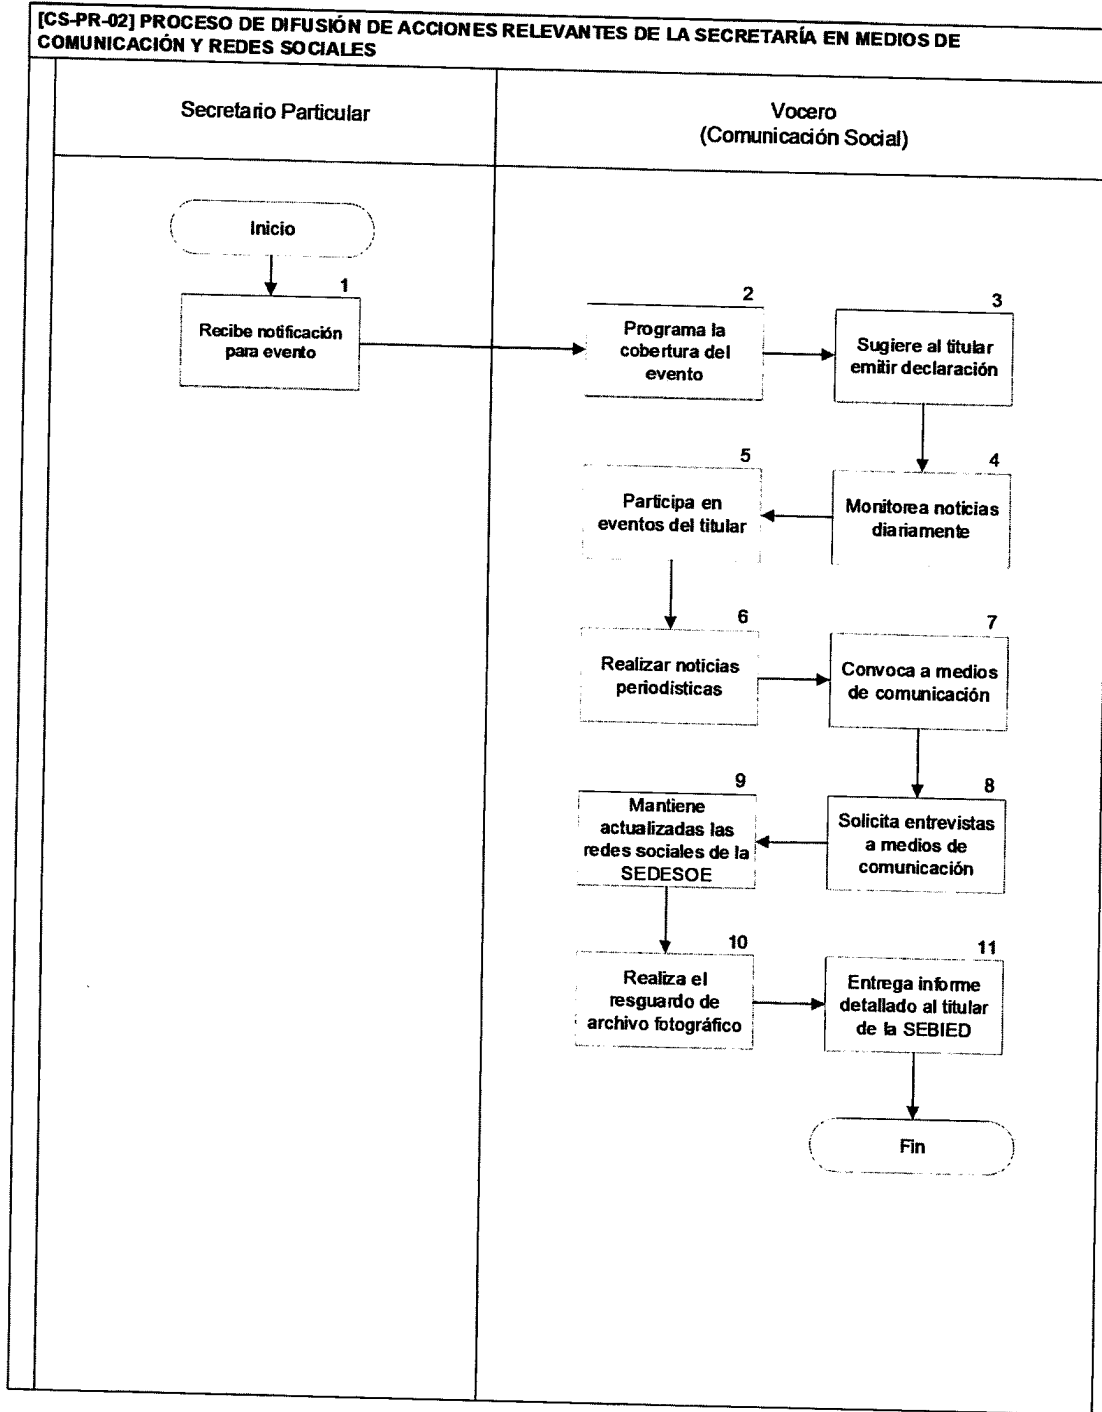 [CS-PR-02] PROCESO DE DIFUSIÓN DE ACCIONES RELEVANTES DE LA SECRETARÍA EN MEDIOS DE
COMUNICACIÓN Y REDES SOCIALES
Secretario Particular
Vocero
(Comunicación Social)
Inicio
1
Recibe notificación
para evento
2
Programa la
cobertura del
evento
3
Sugiere al titular
emitir declaración
4
Monitorea noticias
diariamente
5
Participa en
eventos del titular
6
Realizar noticias
periodísticas
7
Convoca a medios
de comunicación
8
Solicita entrevistas
a medios de
comunicación
9
Mantiene
actualizadas las
redes sociales de la
SEDESOE
10
Realiza el
resguardo de
archivo fotográfico
11
Entrega informe
detallado al titular
de la SEBIED
Fin